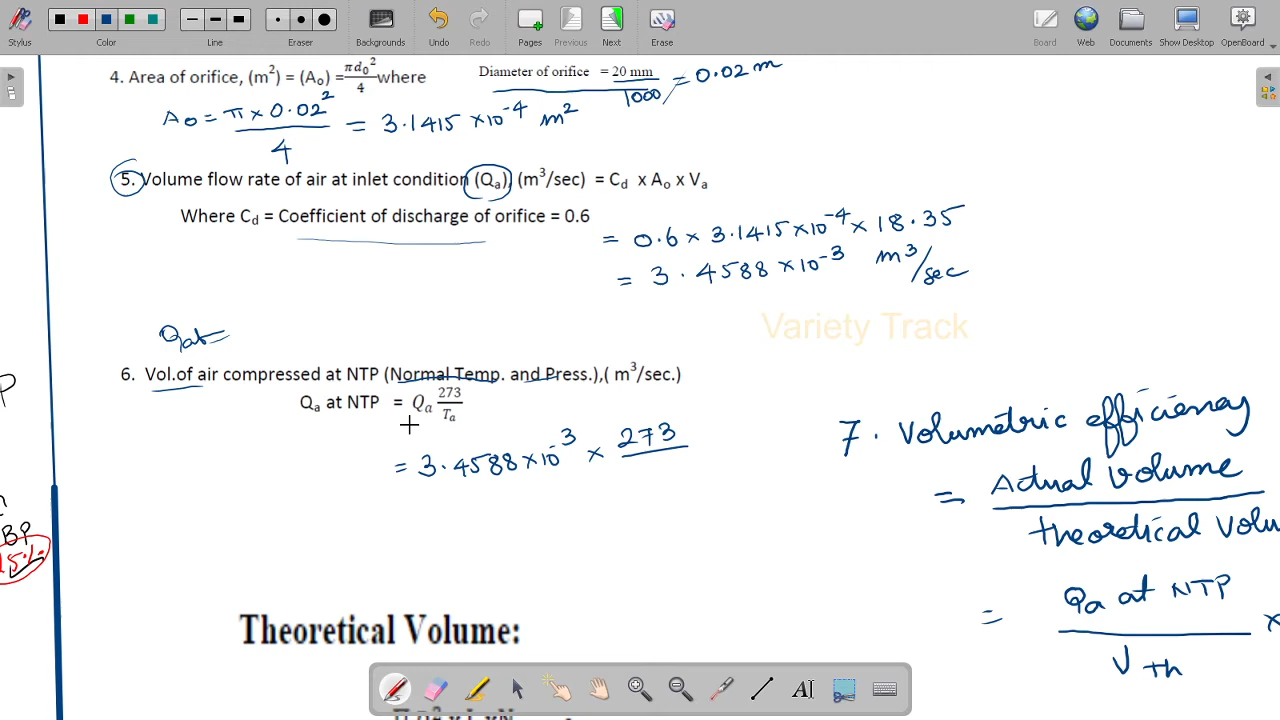 Stylus Color Line Eraser Backgrounds Undo Redo Pages Previous Next Erase Board Web Documents Show Desktop OpenBoard
4. Area of orifice, (m²) = (A₀) = πd₀²/4 where Diameter of orifice = 20 mm/1000 = 0.02 m
A₀ = π × 0.02²/4 = 3.1415 × 10⁻⁴ m²
5. Volume flow rate of air at inlet condition (Qₐ), (m³/sec) = C_d x A₀ x Vₐ
Where C_d = Coefficient of discharge of orifice = 0.6
= 0.6 × 3.1415 × 10⁻⁴ × 18.35
= 3.4588 × 10⁻³ m³/sec
Variety Track
Qat=
6. Vol.of air compressed at NTP (Normal Temp. and Press.),( m³/sec.)
Qₐ at NTP = Qₐ 273/Tₐ
= 3.4588 × 10⁻³ × 273
7. Volumetric efficiency
= Actual Volume
theoretical Volu
= Qa at NTP / V th ×
P
BP
15%
Theoretical Volume: